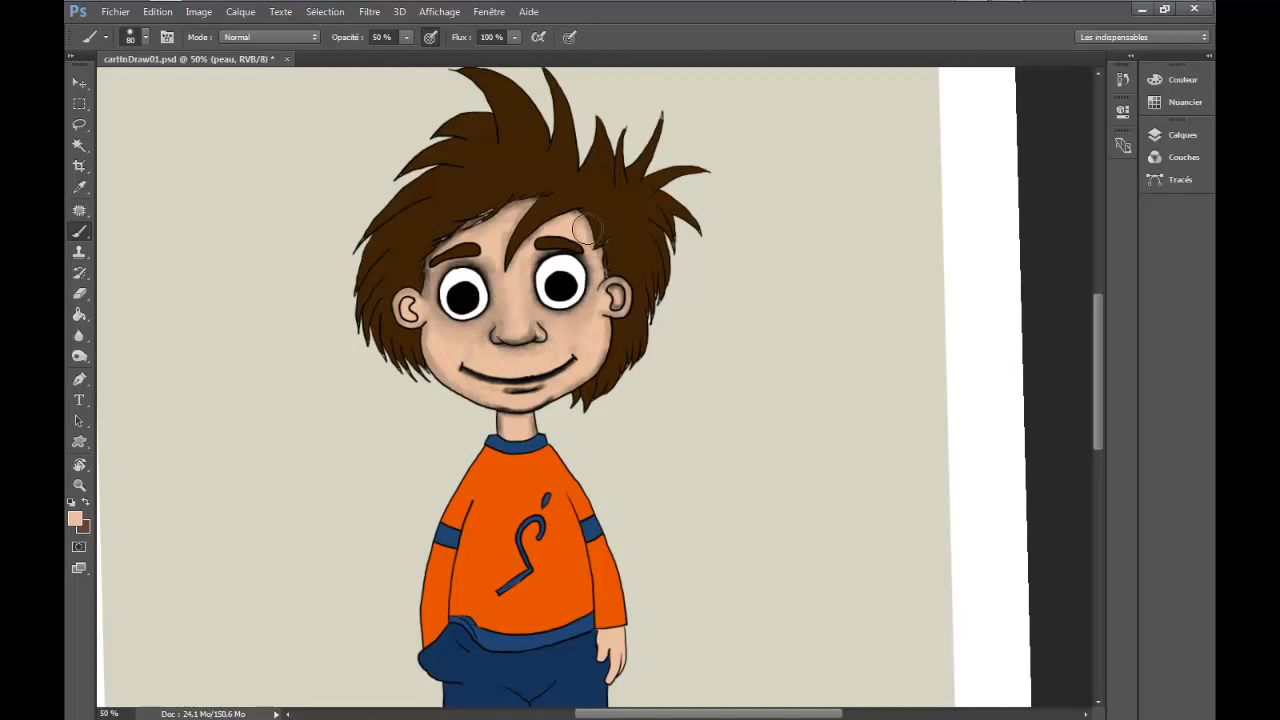 Ps Fichier Edition Image Calque Texte Sélection Filtre 3D Affichage Fenêtre Aide
80 Mode : Normal Opacité : 50 % Flux : 100 % Les indispensables
cartInDraw01.psd @ 50% (peau, RVB/8) * ×
Couleur
Nuancier
Calques
Couches
Tracés
50 % Doc : 24,1 Mo/150,6 Mo